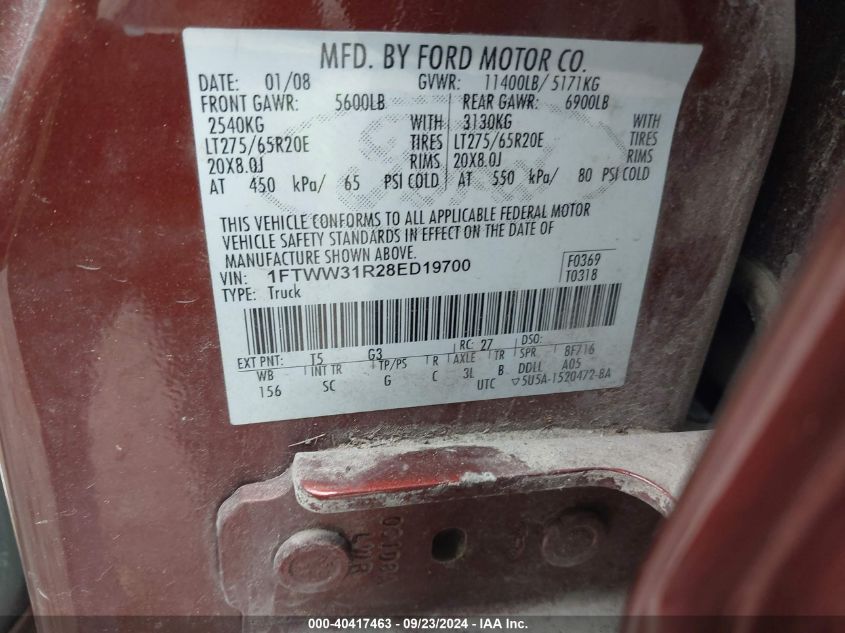 MFD. BY FORD MOTOR CO.
DATE: 01/08 GVWR: 11400LB/ 5171KG
FRONT GAWR: 5600LB REAR GAWR: 6900LB
2540KG WITH 3130KG WITH
LT275/65R20E TIRES LT275/65R20E TIRES
20X8.0J RIMS 20X8.0J RIMS
AT 450 kPa/ 65 PSI COLD AT 550 kPa/ 80 PSI COLD
THIS VEHICLE CONFORMS TO ALL APPLICABLE FEDERAL MOTOR
VEHICLE SAFETY STANDARDS IN EFFECT ON THE DATE OF
MANUFACTURE SHOWN ABOVE.
VIN: 1FTWW31R28ED19700 F0369
TYPE: Truck T0318
EXT PNT: T5 G3 RC: 27 DSO:
WB INT TR TP/PS R AXLE TR SPR 8F716
156 SC G C 3L B DDLL A05
UTC ▽5U5A-1520472-BA
LWR
000-40417463 - 09/23/2024 - IAA Inc.